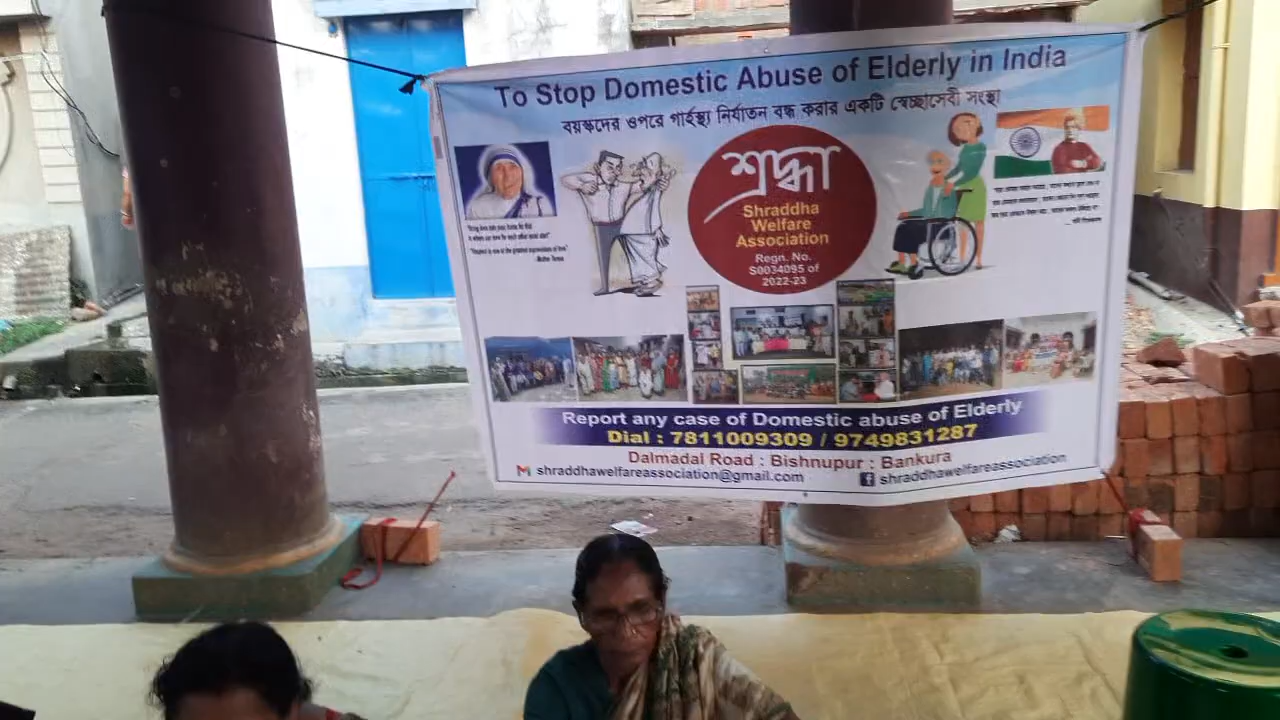 To Stop Domestic Abuse of Elderly in India
বয়স্কদের ওপরে গার্হস্থ্য নির্যাতন বন্ধ করার একটি স্বেচ্ছাসেবী সংস্থা
শ্রদ্ধা
Shraddha
Welfare
Association
Regn. No.
S0034095 of
2022-23
Report any case of Domestic abuse of Elderly
Dial : 7811009309 / 9749831287
Dalmadal Road : Bishnupur : Bankura
shraddhawelfareassociation@gmail.com
shraddhawelfareassociation